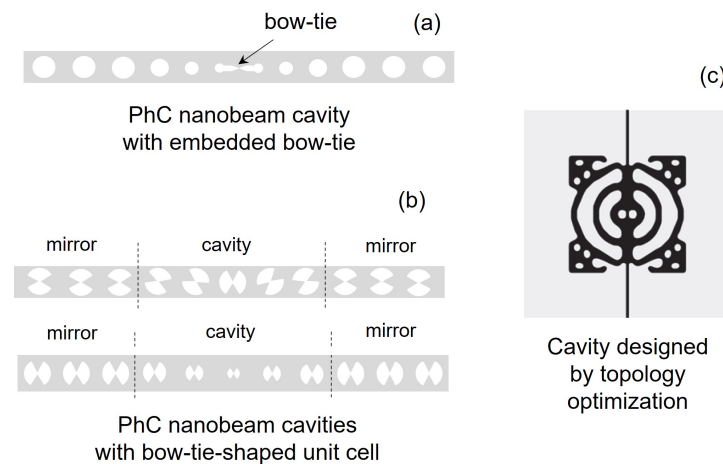 bow-tie
(a)
PhC nanobeam cavity
with embedded bow-tie
(b)
mirror cavity mirror
mirror cavity mirror
PhC nanobeam cavities
with bow-tie-shaped unit cell
(c)
Cavity designed
by topology
optimization